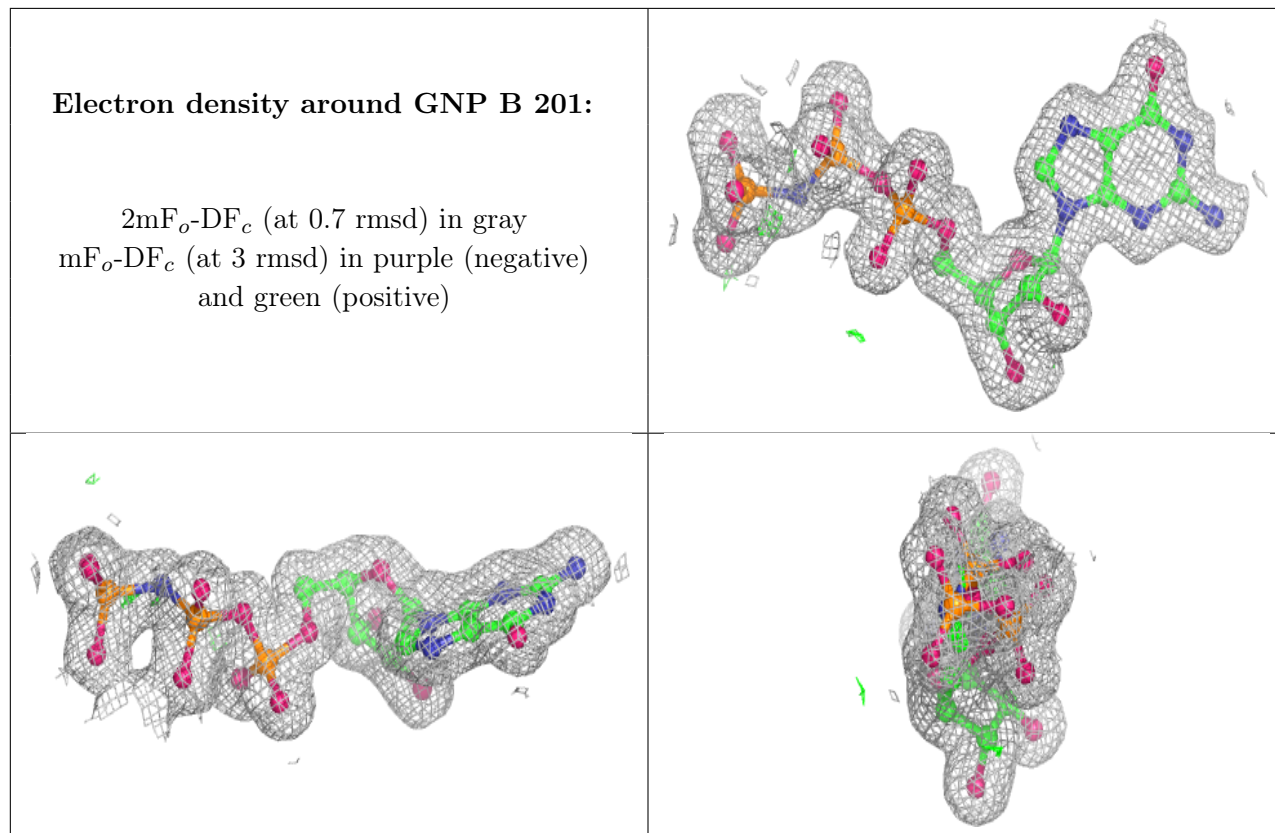 Electron density around GNP B 201:
2mFo-DFc (at 0.7 rmsd) in gray
mFo-DFc (at 3 rmsd) in purple (negative)
and green (positive)